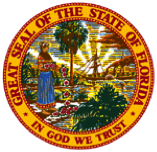 GREAT SEAL OF THE STATE OF FLORIDA
IN GOD WE TRUST